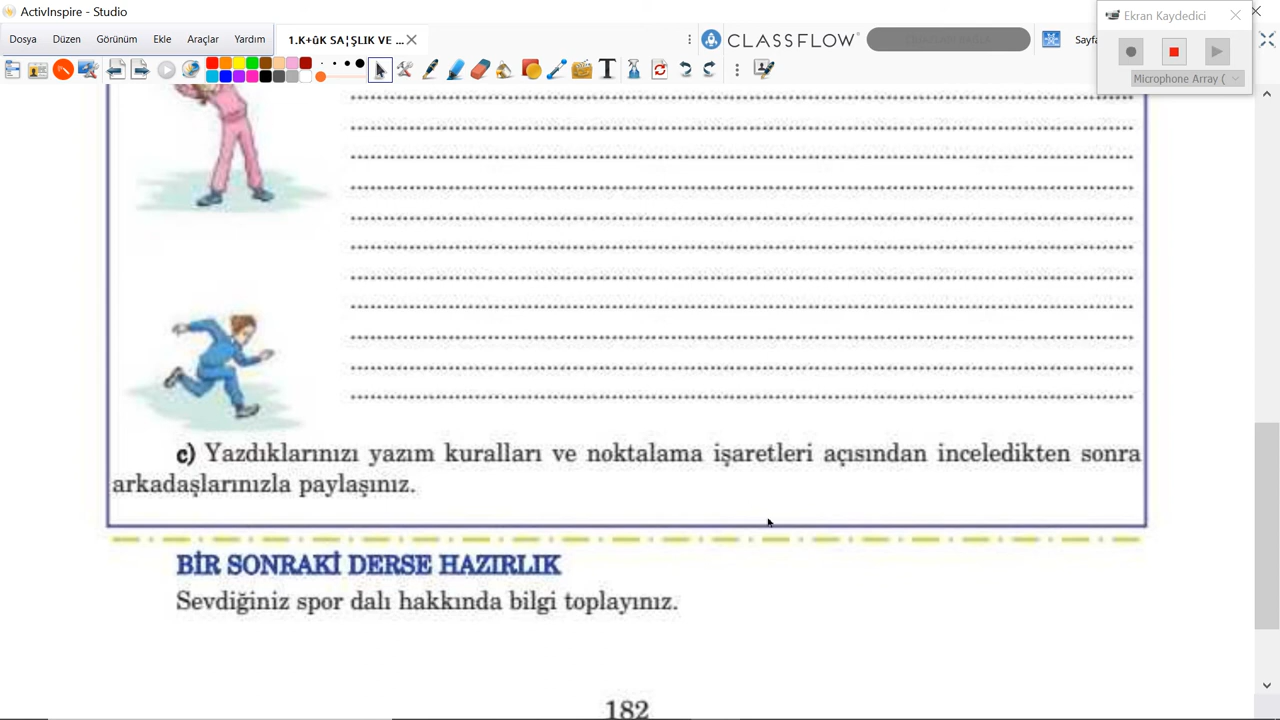 ActivInspire - Studio
Ekran Kaydedici
Dosya Düzen Görünüm Ekle Araçlar Yardım
1.K+ûK SA¦ŞLIK VE ...
CLASSFLOW
Sayfa
Microphone Array (
c) Yazdıklarınızı yazım kuralları ve noktalama işaretleri açısından inceledikten sonra
arkadaşlarınızla paylaşınız.
BİR SONRAKİ DERSE HAZIRLIK
Sevdiğiniz spor dalı hakkında bilgi toplayınız.
182